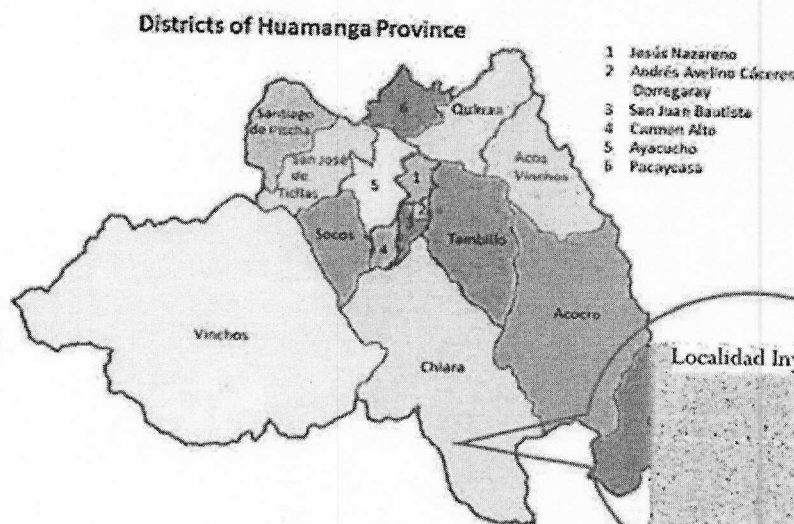 Districts of Huamanga Province
1 Jesús Nazareno
2 Andrés Avelino Cáceres
Dorregaray
3 San Juan Bautista
4 Carmen Alto
5 Ayacucho
6 Pacaycasa
Santiago
de Pischa
6
Quinua
San José
de
Ticllas
5
1
Acos
Vinchos
2
3
Socos
4
Tambillo
Acocro
Vinchos
Chiara
Localidad